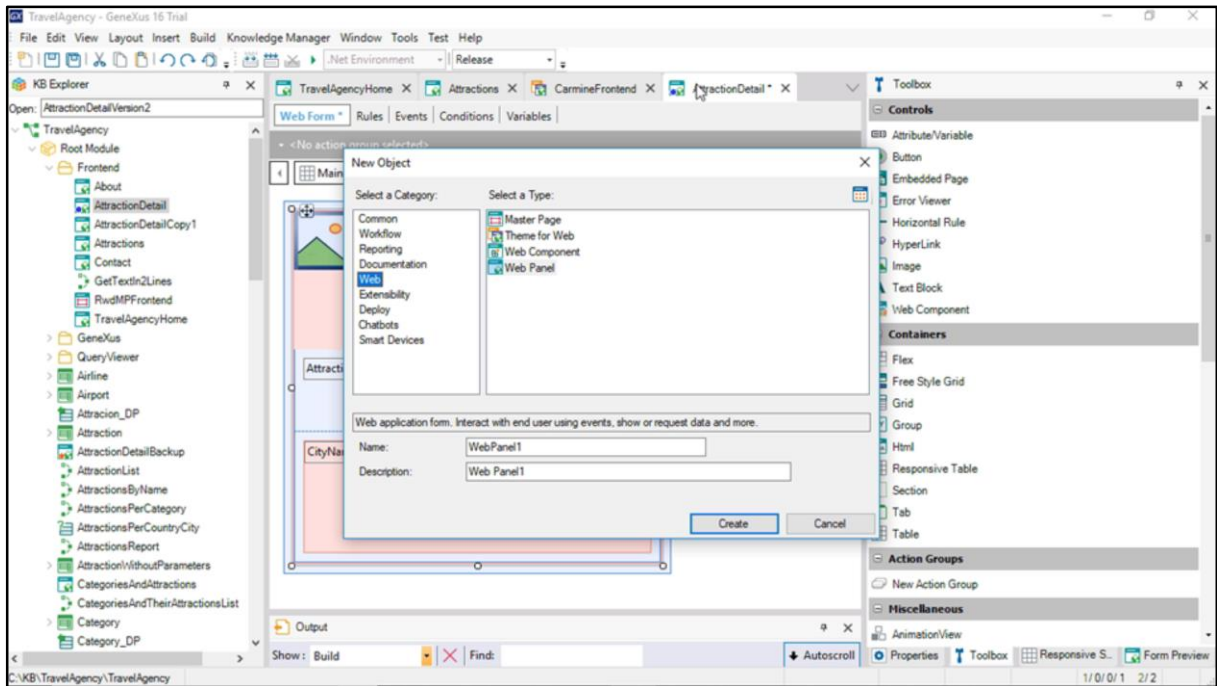 TravelAgency - GeneXus 16 Trial
File Edit View Layout Insert Build Knowledge Manager Window Tools Test Help
.Net Environment Release
KB Explorer
Open: AttractionDetailVersion2
TravelAgency
Root Module
Frontend
About
AttractionDetail
AttractionDetailCopy1
Attractions
Contact
GetTextIn2Lines
RwdMPFrontend
TravelAgencyHome
GeneXus
QueryViewer
Airline
Airport
Attracion_DP
Attraction
AttractionDetailBackup
AttractionList
AttractionsByName
AttractionsPerCategory
AttractionsPerCountryCity
AttractionsReport
AttractionWithoutParameters
CategoriesAndAttractions
CategoriesAndTheirAttractionsList
Category
Category_DP
TravelAgencyHome X Attractions X CarmineFrontend X AttractionDetail * X
Web Form * Rules Events Conditions Variables
<No action group selected>
Main
Attracti
CityNa
New Object
Select a Category: Select a Type:
Common
Workflow
Reporting
Documentation
Web
Extensibility
Deploy
Chatbots
Smart Devices
Master Page
Theme for Web
Web Component
Web Panel
Web application form. Interact with end user using events, show or request data and more.
Name: WebPanel1
Description: Web Panel1
Create Cancel
Output
Show: Build Find: Autoscroll
Toolbox
Controls
Attribute/Variable
Button
Embedded Page
Error Viewer
Horizontal Rule
HyperLink
Image
Text Block
Web Component
Containers
Flex
Free Style Grid
Grid
Group
Html
Responsive Table
Section
Tab
Table
Action Groups
New Action Group
Miscellaneous
AnimationView
Properties Toolbox Responsive S... Form Preview
C:\KB\TravelAgency\TravelAgency 1/0/0/1 2/2